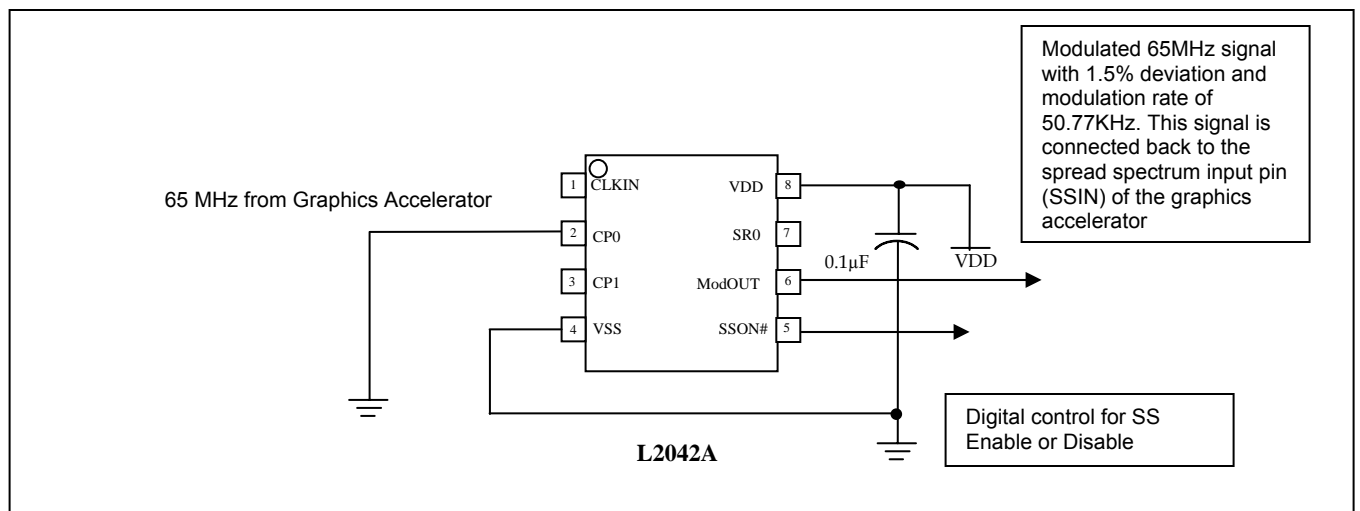 Modulated 65MHz signal
with 1.5% deviation and
modulation rate of
50.77KHz. This signal is
connected back to the
spread spectrum input pin
(SSIN) of the graphics
accelerator
65 MHz from Graphics Accelerator
1 CLKIN VDD 8
2 CP0 SR0 7
0.1µF VDD
3 CP1 ModOUT 6
4 VSS SSON# 5
Digital control for SS
Enable or Disable
L2042A